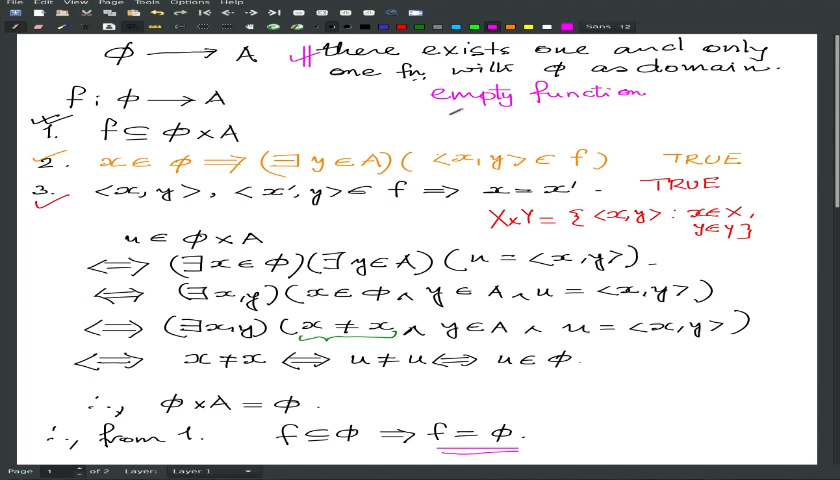 File Edit View Journal Tools Options Help
Sans 12
ϕ ⟶ A // there exists one and only
one fn. with ϕ as domain.
f : ϕ ⟶ A empty function
1. f ⊆ ϕ × A
2. x ∈ ϕ ⟹ (∃ y ∈ A) ( <x, y> ∈ f ) TRUE
3. <x, y>, <x', y> ∈ f ⟹ x = x'. TRUE
X × Y = { <x, y> : x ∈ X,
y ∈ Y }
u ∈ ϕ × A
⟺ (∃ x ∈ ϕ) (∃ y ∈ A) ( u = <x, y> ).
⟺ (∃ x, y) ( x ∈ ϕ ∧ y ∈ A ∧ u = <x, y> )
⟺ (∃ x, y) ( x ≠ x ∧ y ∈ A ∧ u = <x, y> )
⟺ x ≠ x ⟺ u ≠ u ⟺ u ∈ ϕ.
∴, ϕ × A = ϕ.
∴, from 1. f ⊆ ϕ ⟹ f = ϕ.
Page 1 of 2 Layer: Layer 1